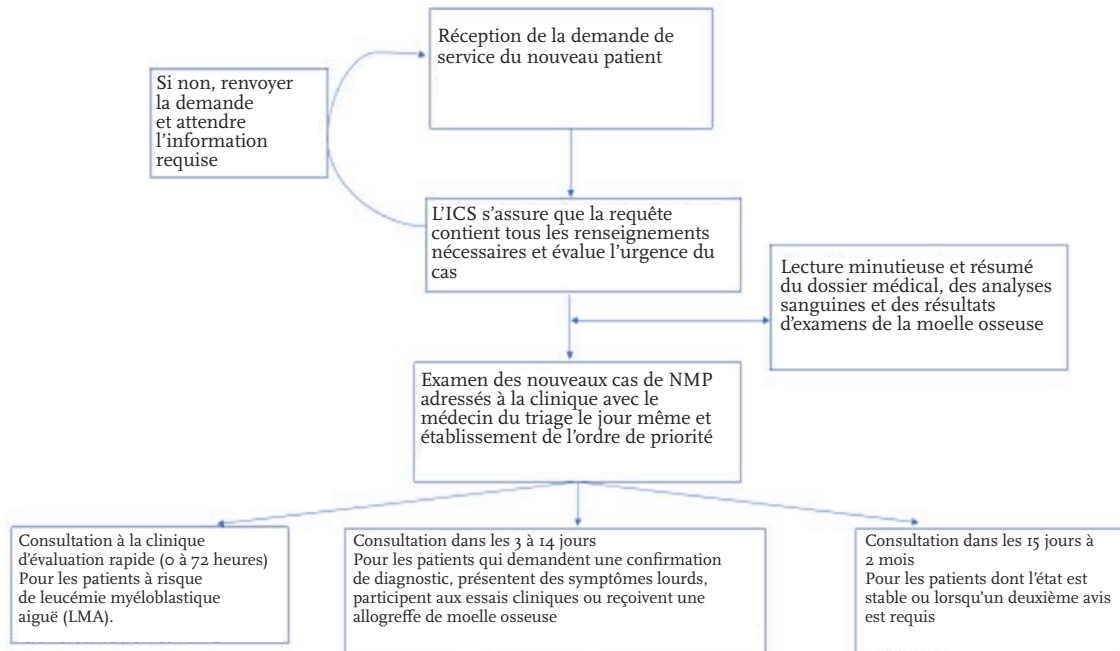 Réception de la demande de
service du nouveau patient
Si non, renvoyer
la demande
et attendre
l’information
requise
L’ICS s’assure que la requête
contient tous les renseignements
nécessaires et évalue l’urgence du
cas
Lecture minutieuse et résumé
du dossier médical, des analyses
sanguines et des résultats
d’examens de la moelle osseuse
Examen des nouveaux cas de NMP
adressés à la clinique avec le
médecin du triage le jour même et
établissement de l’ordre de priorité
Consultation à la clinique
d’évaluation rapide (0 à 72 heures)
Pour les patients à risque
de leucémie myéloblastique
aiguë (LMA).
Consultation dans les 3 à 14 jours
Pour les patients qui demandent une confirmation
de diagnostic, présentent des symptômes lourds,
participent aux essais cliniques ou reçoivent une
allogreffe de moelle osseuse
Consultation dans les 15 jours à
2 mois
Pour les patients dont l’état est
stable ou lorsqu’un deuxième avis
est requis